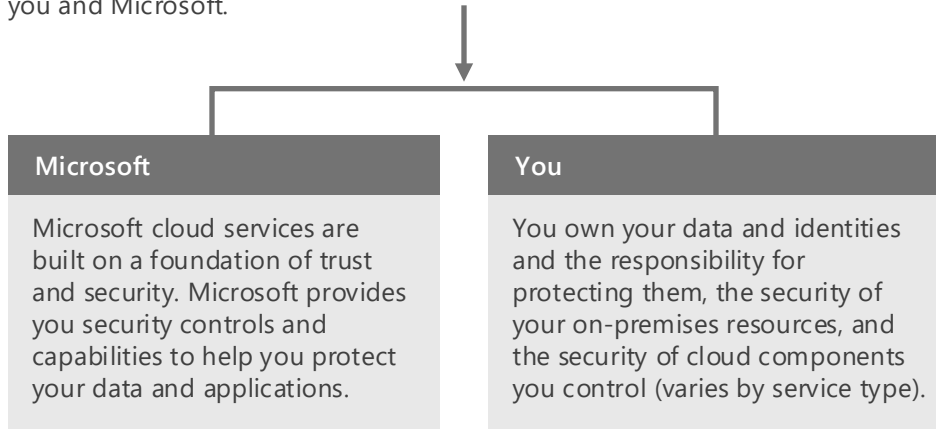 you and Microsoft.
Microsoft
Microsoft cloud services are
built on a foundation of trust
and security. Microsoft provides
you security controls and
capabilities to help you protect
your data and applications.
You
You own your data and identities
and the responsibility for
protecting them, the security of
your on-premises resources, and
the security of cloud components
you control (varies by service type).